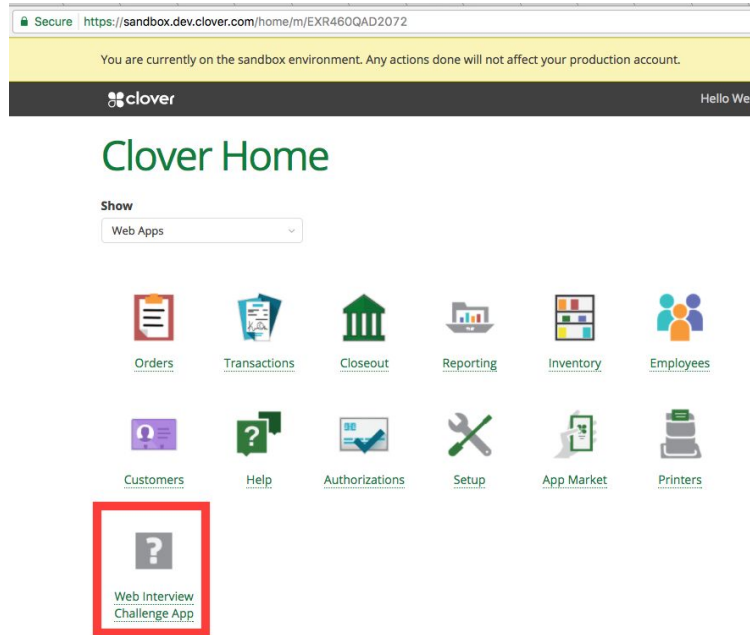 Secure https://sandbox.dev.clover.com/home/m/EXR460QAD2072
You are currently on the sandbox environment. Any actions done will not affect your production account.
clover Hello We
Clover Home
Show
Web Apps
Orders Transactions Closeout Reporting Inventory Employees
? 
Customers Help Authorizations Setup App Market Printers
?
Web Interview
Challenge App